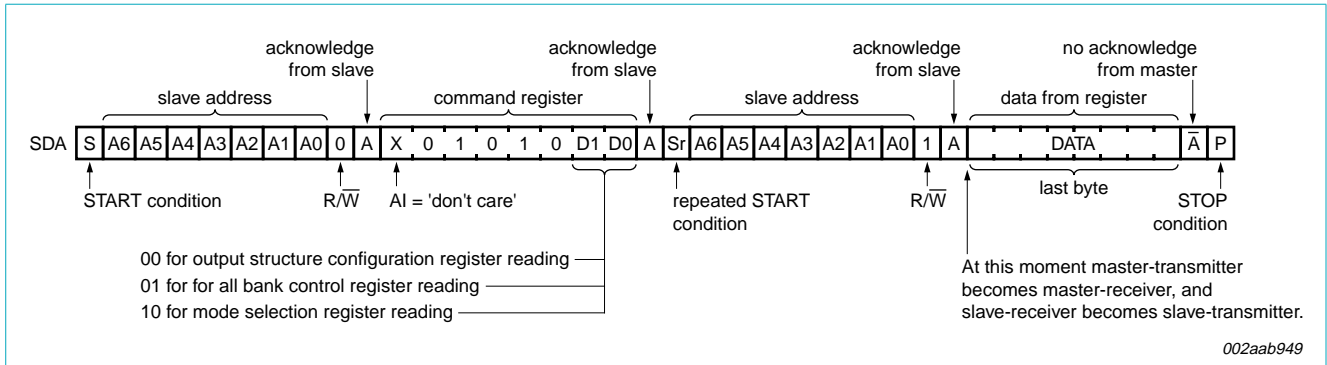 acknowledge
from slave
acknowledge
from slave
acknowledge
from slave
no acknowledge
from master
slave address
command register
slave address
data from register
SDA S A6 A5 A4 A3 A2 A1 A0 0 A X 0 1 0 1 0 D1 D0 A Sr A6 A5 A4 A3 A2 A1 A0 1 A DATA A̅ P
last byte
START condition
R/W̅
AI = 'don't care'
repeated START
condition
R/W̅
STOP
condition
00 for output structure configuration register reading
01 for for all bank control register reading
10 for mode selection register reading
At this moment master-transmitter
becomes master-receiver, and
slave-receiver becomes slave-transmitter.
002aab949